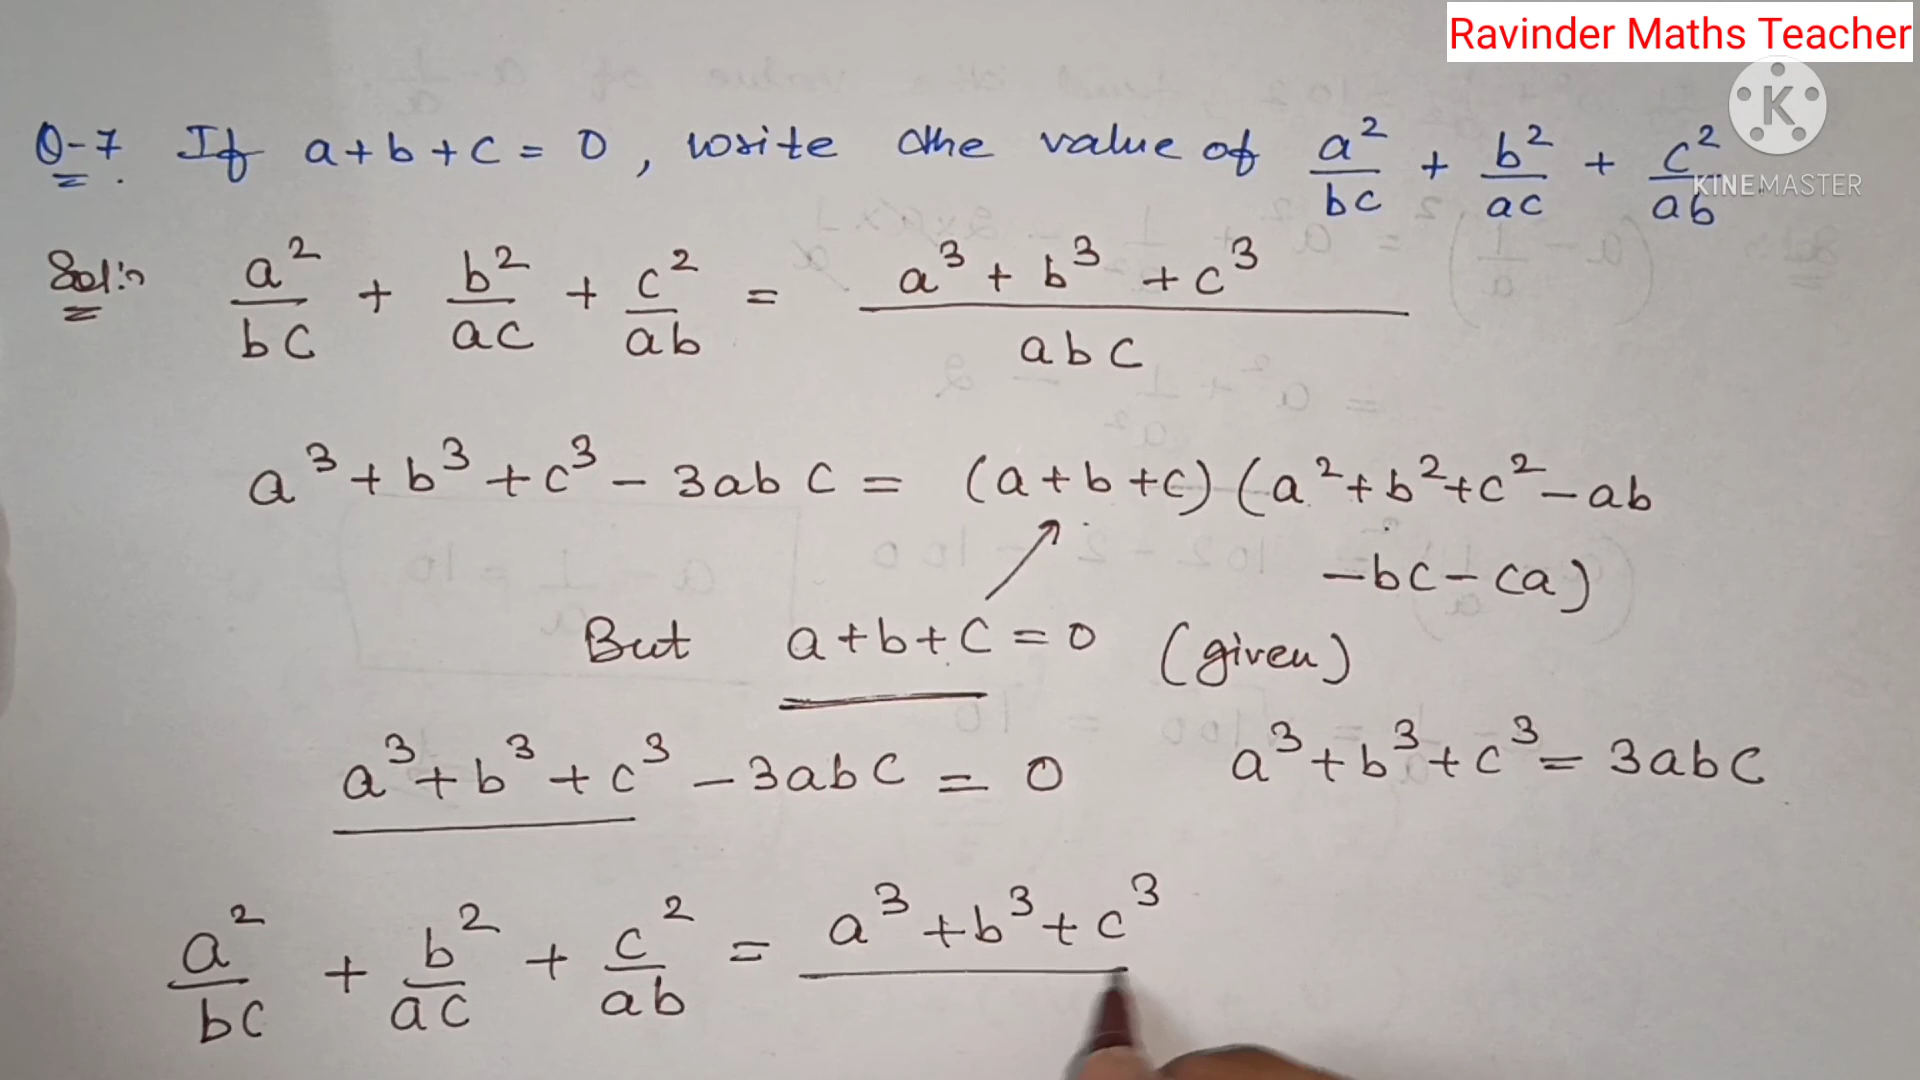 Ravinder Maths Teacher
K
KINEMASTER
Q-7. If a+b+c = 0, write the value of a²/bc + b²/ac + c²/ab
Sol:n a²/bc + b²/ac + c²/ab = a³ + b³ + c³/abc
a³ + b³ + c³ - 3abc = (a+b+c) (a²+b²+c²-ab
-bc-ca)
But a+b+c = 0 (given)
a³ + b³ + c³ - 3abc = 0 a³+b³+c³ = 3abc
a²/bc + b²/ac + c²/ab = a³+b³+c³